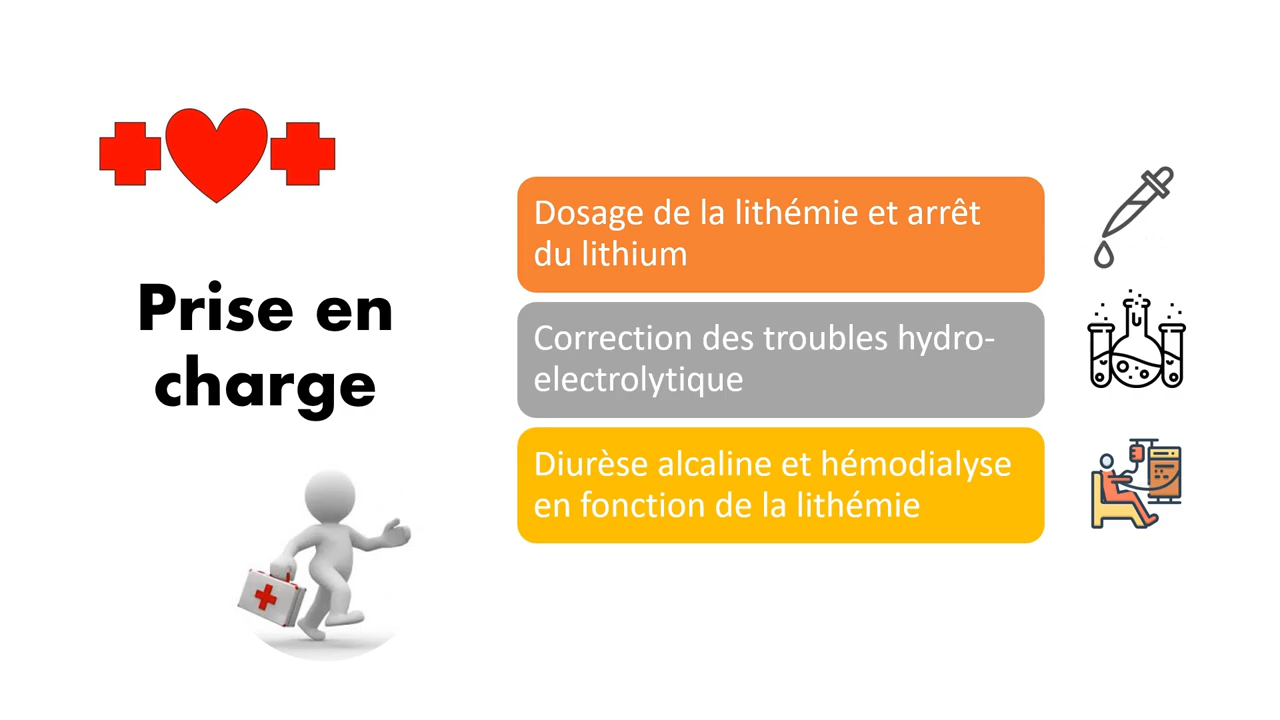 Prise en
charge
Dosage de la lithémie et arrêt
du lithium
Correction des troubles hydro-
electrolytique
Diurèse alcaline et hémodialyse
en fonction de la lithémie